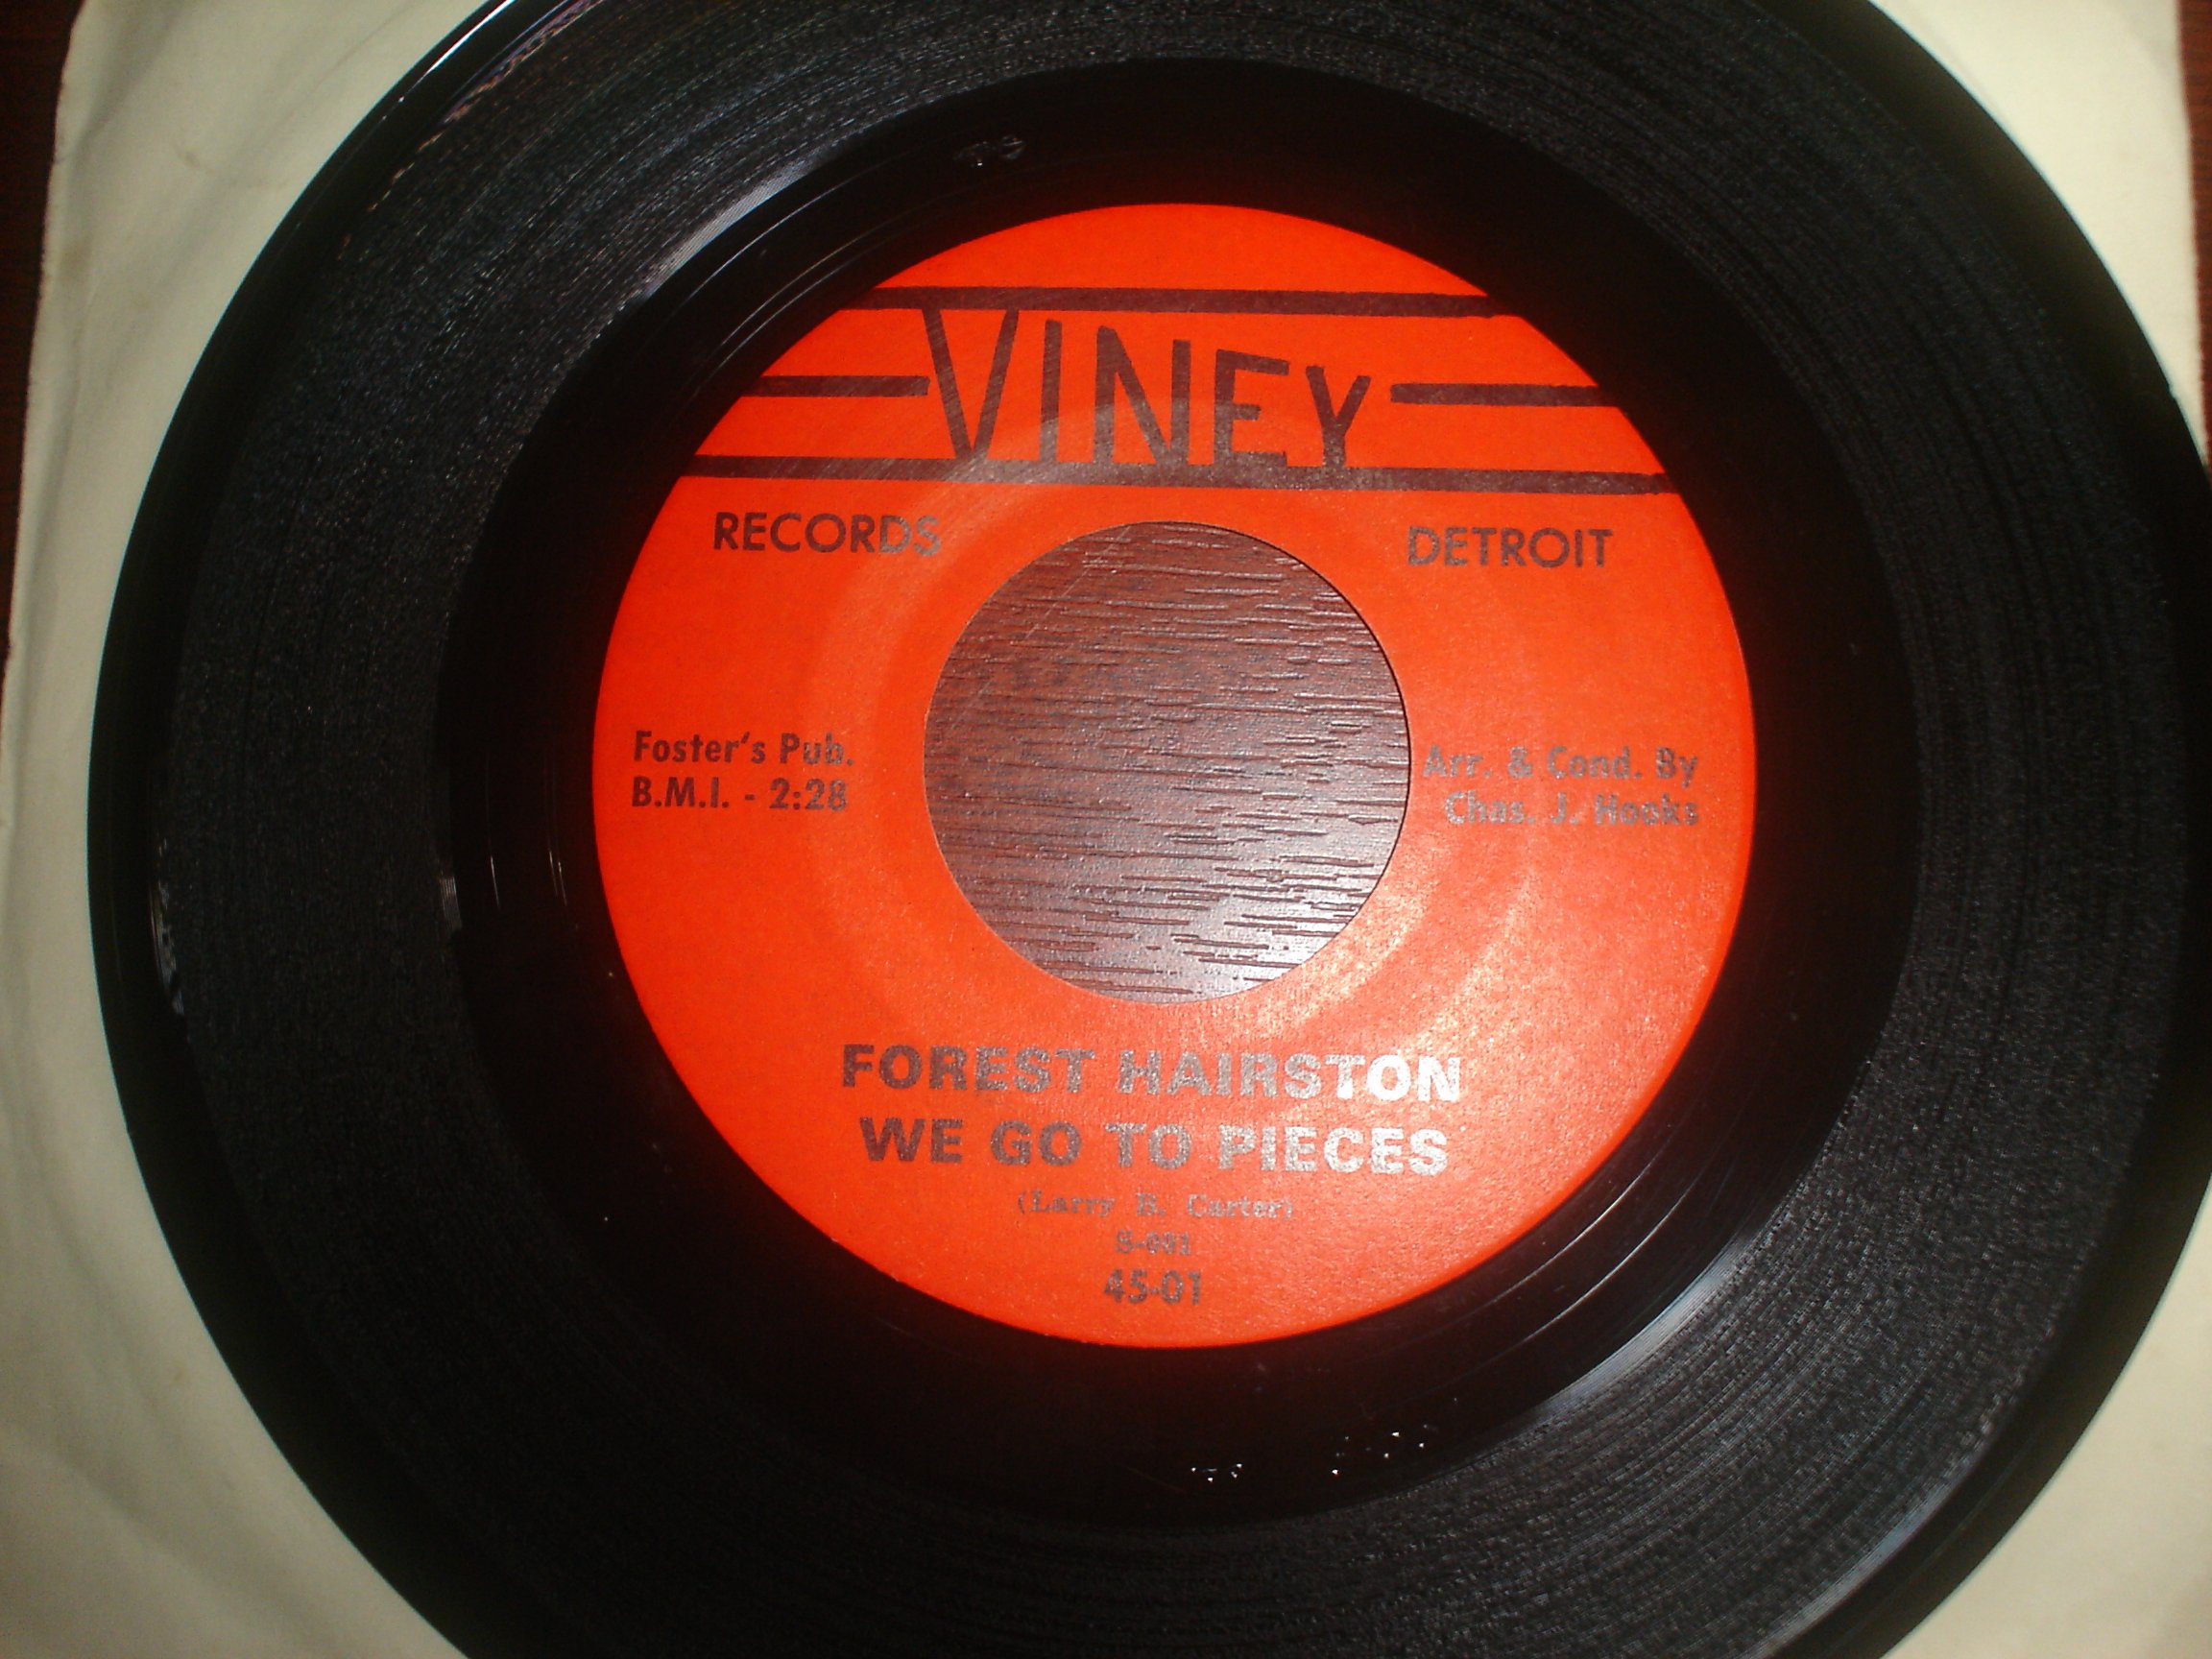 VINEY
RECORDS
DETROIT
Foster's Pub.
B.M.I. - 2:28
Arr. & Cond. By
Chas. J. Hooks
FOREST HAIRSTON
WE GO TO PIECES
(Larry B. Carter)
S-001
45-01